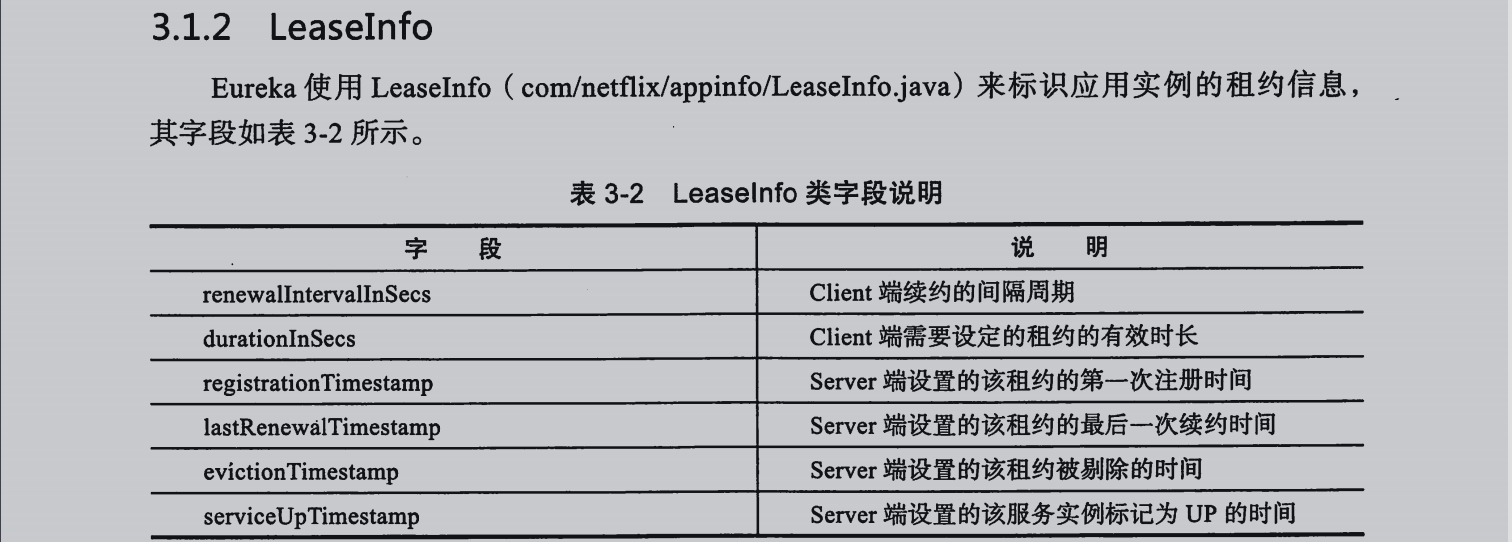 3.1.2 LeaseInfo
Eureka 使用 LeaseInfo（com/netflix/appinfo/LeaseInfo.java）来标识应用实例的租约信息，
其字段如表 3-2 所示。
表 3-2 LeaseInfo 类字段说明
字 段 说 明
renewalIntervalInSecs Client 端续约的间隔周期
durationInSecs Client 端需要设定的租约的有效时长
registrationTimestamp Server 端设置的该租约的第一次注册时间
lastRenewalTimestamp Server 端设置的该租约的最后一次续约时间
evictionTimestamp Server 端设置的该租约被剔除的时间
serviceUpTimestamp Server 端设置的该服务实例标记为 UP 的时间